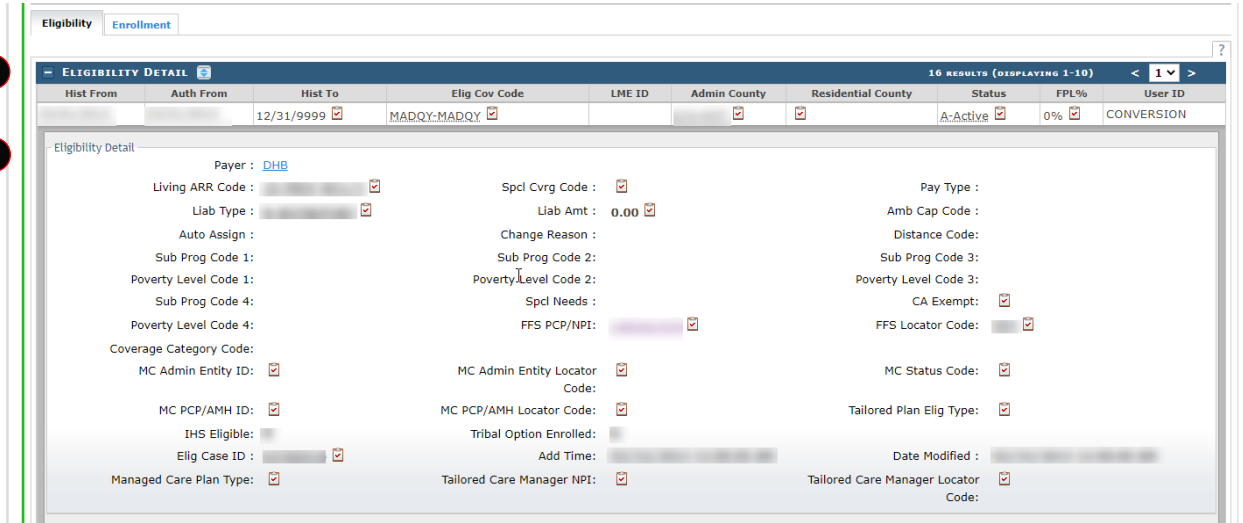 Eligibility Enrollment
?
− ELIGIBILITY DETAIL 16 RESULTS (DISPLAYING 1-10) < 1 >
Hist From Auth From Hist To Elig Cov Code LME ID Admin County Residential County Status FPL% User ID
12/31/9999 MADQY-MADQY A-Active 0% CONVERSION
Eligibility Detail
Payer : DHB
Living ARR Code : Spcl Cvrg Code : Pay Type :
Liab Type : Liab Amt : 0.00 Amb Cap Code :
Auto Assign : Change Reason : Distance Code:
Sub Prog Code 1: Sub Prog Code 2: Sub Prog Code 3:
Poverty Level Code 1: Poverty Level Code 2: Poverty Level Code 3:
Sub Prog Code 4: Spcl Needs : CA Exempt:
Poverty Level Code 4: FFS PCP/NPI: FFS Locator Code:
Coverage Category Code:
MC Admin Entity ID: MC Admin Entity Locator Code: MC Status Code:
MC PCP/AMH ID: MC PCP/AMH Locator Code: Tailored Plan Elig Type:
IHS Eligible: Tribal Option Enrolled:
Elig Case ID : Add Time: Date Modified :
Managed Care Plan Type: Tailored Care Manager NPI: Tailored Care Manager Locator Code: